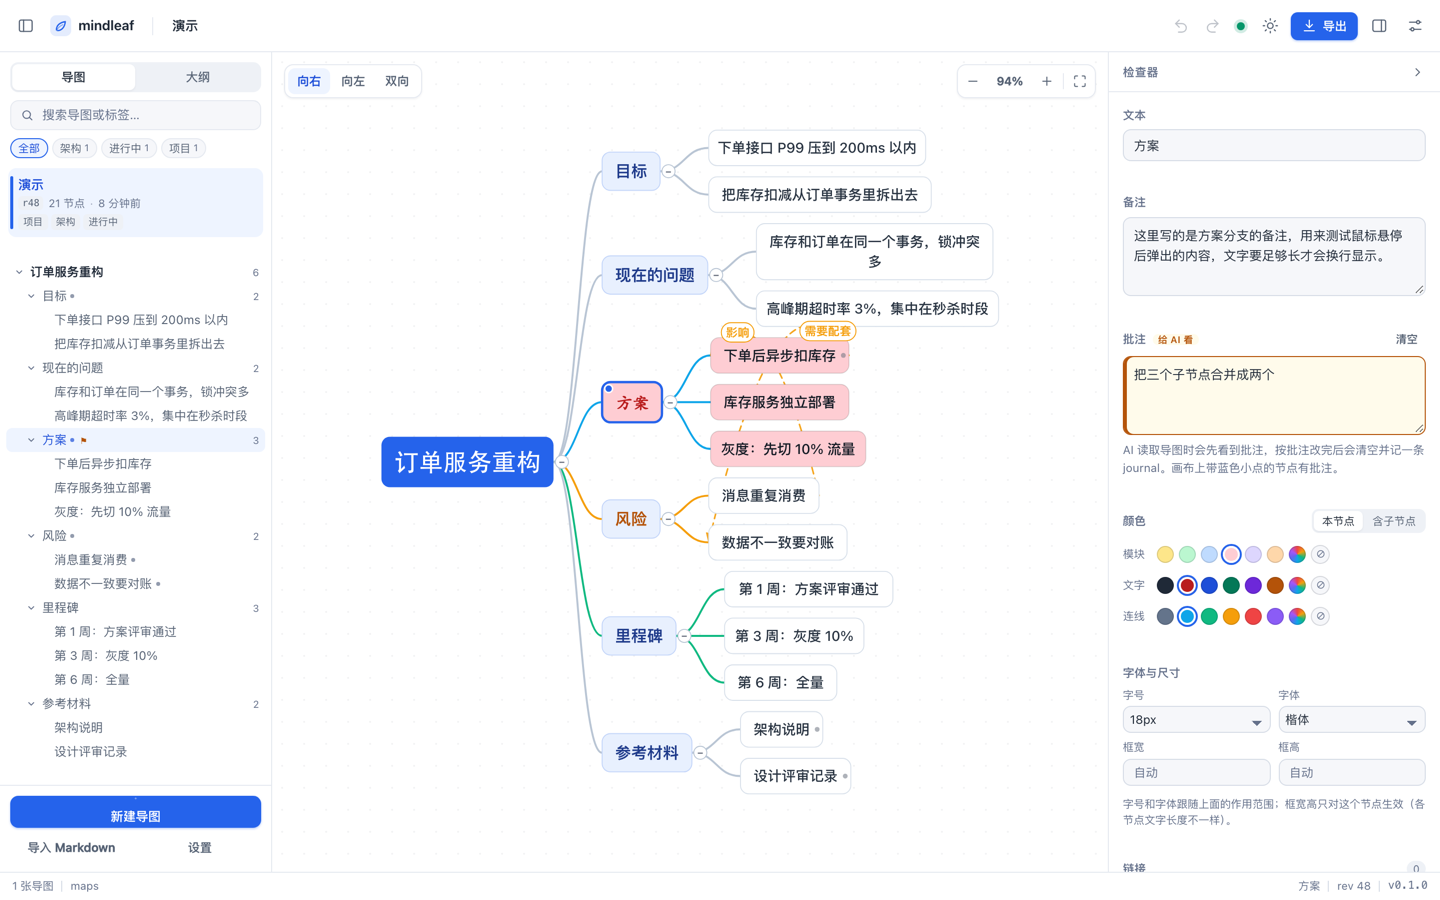 mindleaf
演示
导出
导图
大纲
搜索导图或标签...
全部
架构 1
进行中 1
项目 1
演示
r48 21 节点 · 8 分钟前
项目 架构 进行中
订单服务重构 6
目标 2
下单接口 P99 压到 200ms 以内
把库存扣减从订单事务里拆出去
现在的问题 2
库存和订单在同一个事务，锁冲突多
高峰期超时率 3%，集中在秒杀时段
方案 3
下单后异步扣库存
库存服务独立部署
灰度：先切 10% 流量
风险 2
消息重复消费
数据不一致要对账
里程碑 3
第 1 周：方案评审通过
第 3 周：灰度 10%
第 6 周：全量
参考材料 2
架构说明
设计评审记录
新建导图
导入 Markdown
设置
1 张导图
maps
向右
向左
双向
94%
订单服务重构
目标
下单接口 P99 压到 200ms 以内
把库存扣减从订单事务里拆出去
现在的问题
库存和订单在同一个事务，锁冲突
多
高峰期超时率 3%，集中在秒杀时段
影响
需要配套
方案
下单后异步扣库存
库存服务独立部署
灰度：先切 10% 流量
风险
消息重复消费
数据不一致要对账
里程碑
第 1 周：方案评审通过
第 3 周：灰度 10%
第 6 周：全量
参考材料
架构说明
设计评审记录
检查器
文本
方案
备注
这里写的是方案分支的备注，用来测试鼠标悬停
后弹出的内容，文字要足够长才会换行显示。
批注 给 AI 看 清空
把三个子节点合并成两个
AI 读取导图时会先看到批注，按批注改完后会清空并记一条
journal。画布上带蓝色小点的节点有批注。
颜色
本节点
含子节点
模块
文字
连线
字体与尺寸
字号
字体
18px
楷体
框宽
框高
自动
自动
字号和字体跟随上面的作用范围；框宽高只对这个节点生效（各
节点文字长度不一样）。
链接 0
方案
rev 48
v0.1.0